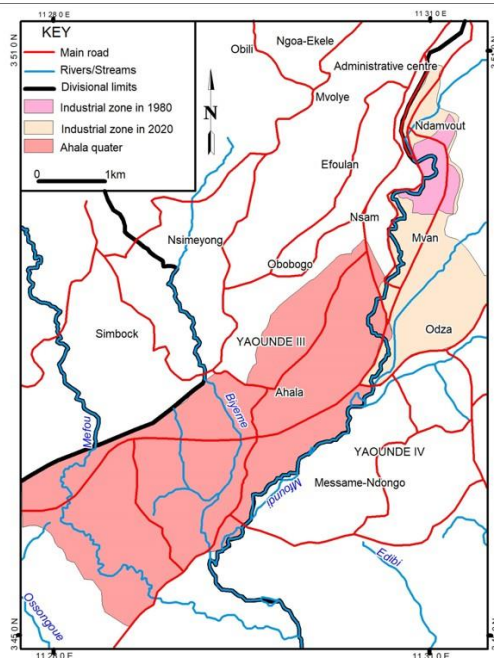 11 28 0 E
11 31 0 E
KEY
Main road
Rivers/Streams
Divisional limits
Industrial zone in 1980
Industrial zone in 2020
Ahala quater
0 1km
N
3 51 0 N
Ngoa-Ekele
Obili
Administrative centre
Mvolye
Ndamvout
Efoulan
Nsam
Nsimeyong
Mvan
Obobogo
Odza
Simbock
YAOUNDE III
Ahala
Biyeme
Mefou
YAOUNDE IV
Mfoundi
Messame-Ndongo
Edibi
Ossongoue
3 45 0 N
11 28 0 E
11 31 0 E